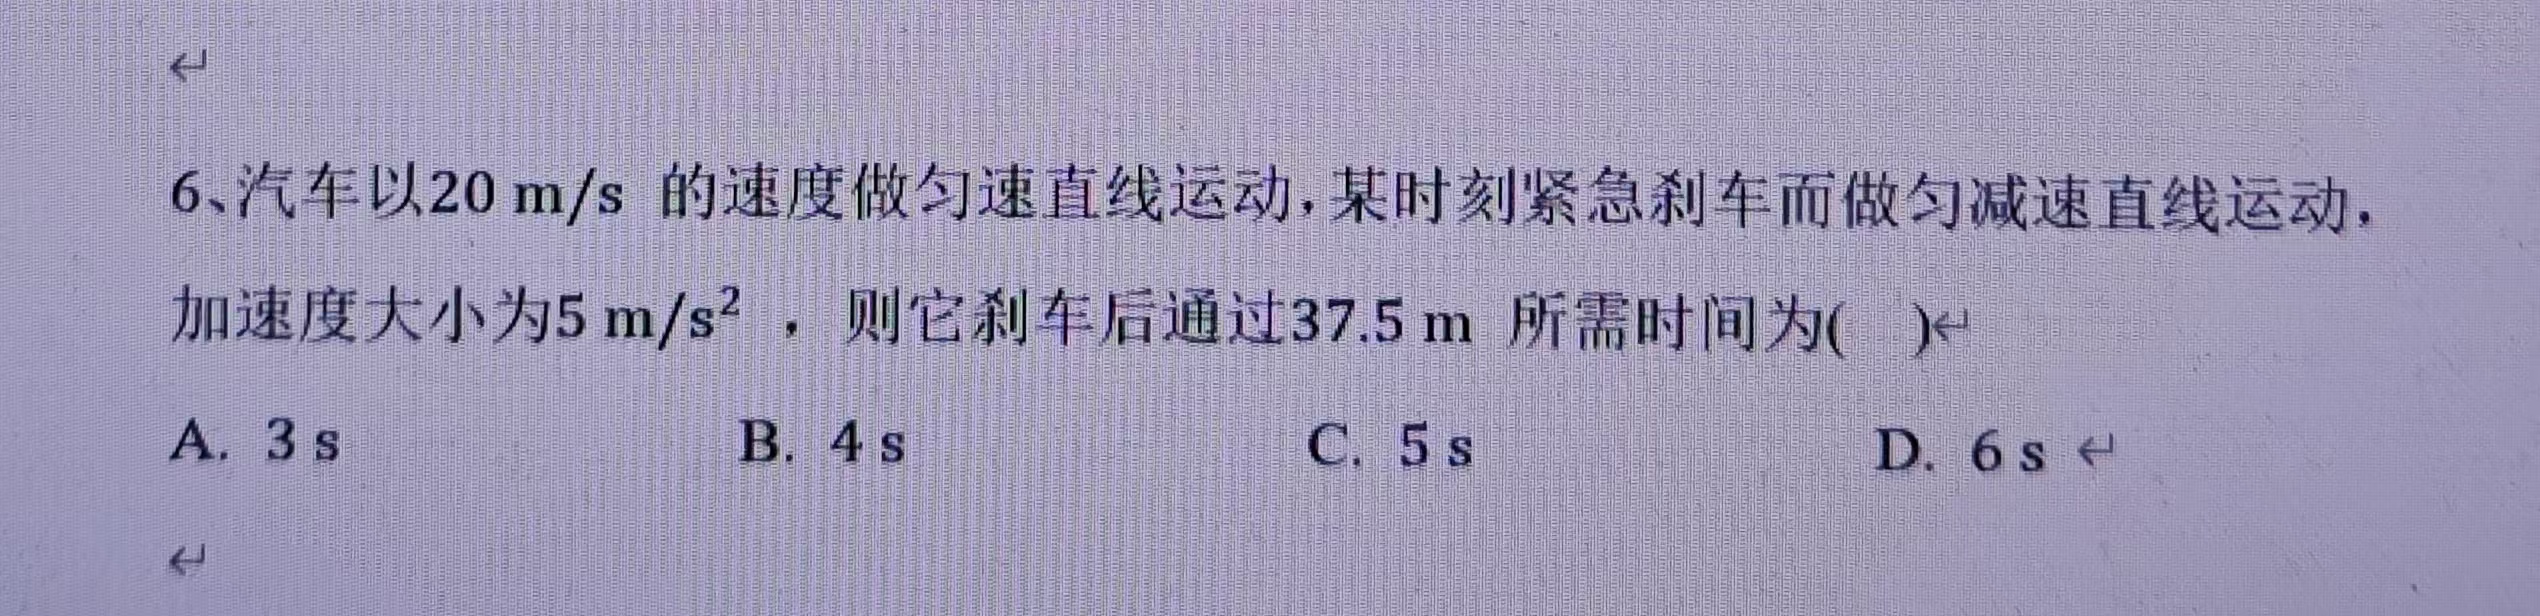 ↵
6、汽车以20 m/s 的速度做匀速直线运动,某时刻紧急刹车而做匀减速直线运动.
加速度大小为5 m/s² . 则它刹车后通过37.5 m 所需时间为(  )↵
A. 3 s B. 4 s C. 5 s D. 6 s ↵
↵